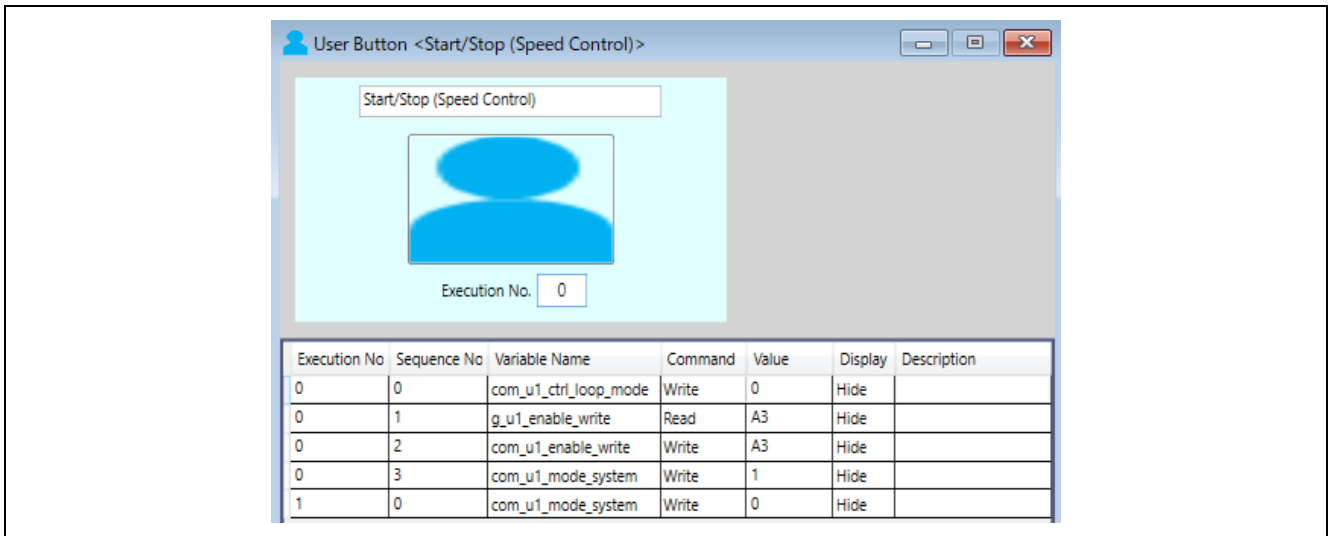 User Button <Start/Stop (Speed Control)>
Start/Stop (Speed Control)
Execution No. 0
Execution No Sequence No Variable Name Command Value Display Description
0 0 com_u1_ctrl_loop_mode Write 0 Hide
0 1 g_u1_enable_write Read A3 Hide
0 2 com_u1_enable_write Write A3 Hide
0 3 com_u1_mode_system Write 1 Hide
1 0 com_u1_mode_system Write 0 Hide